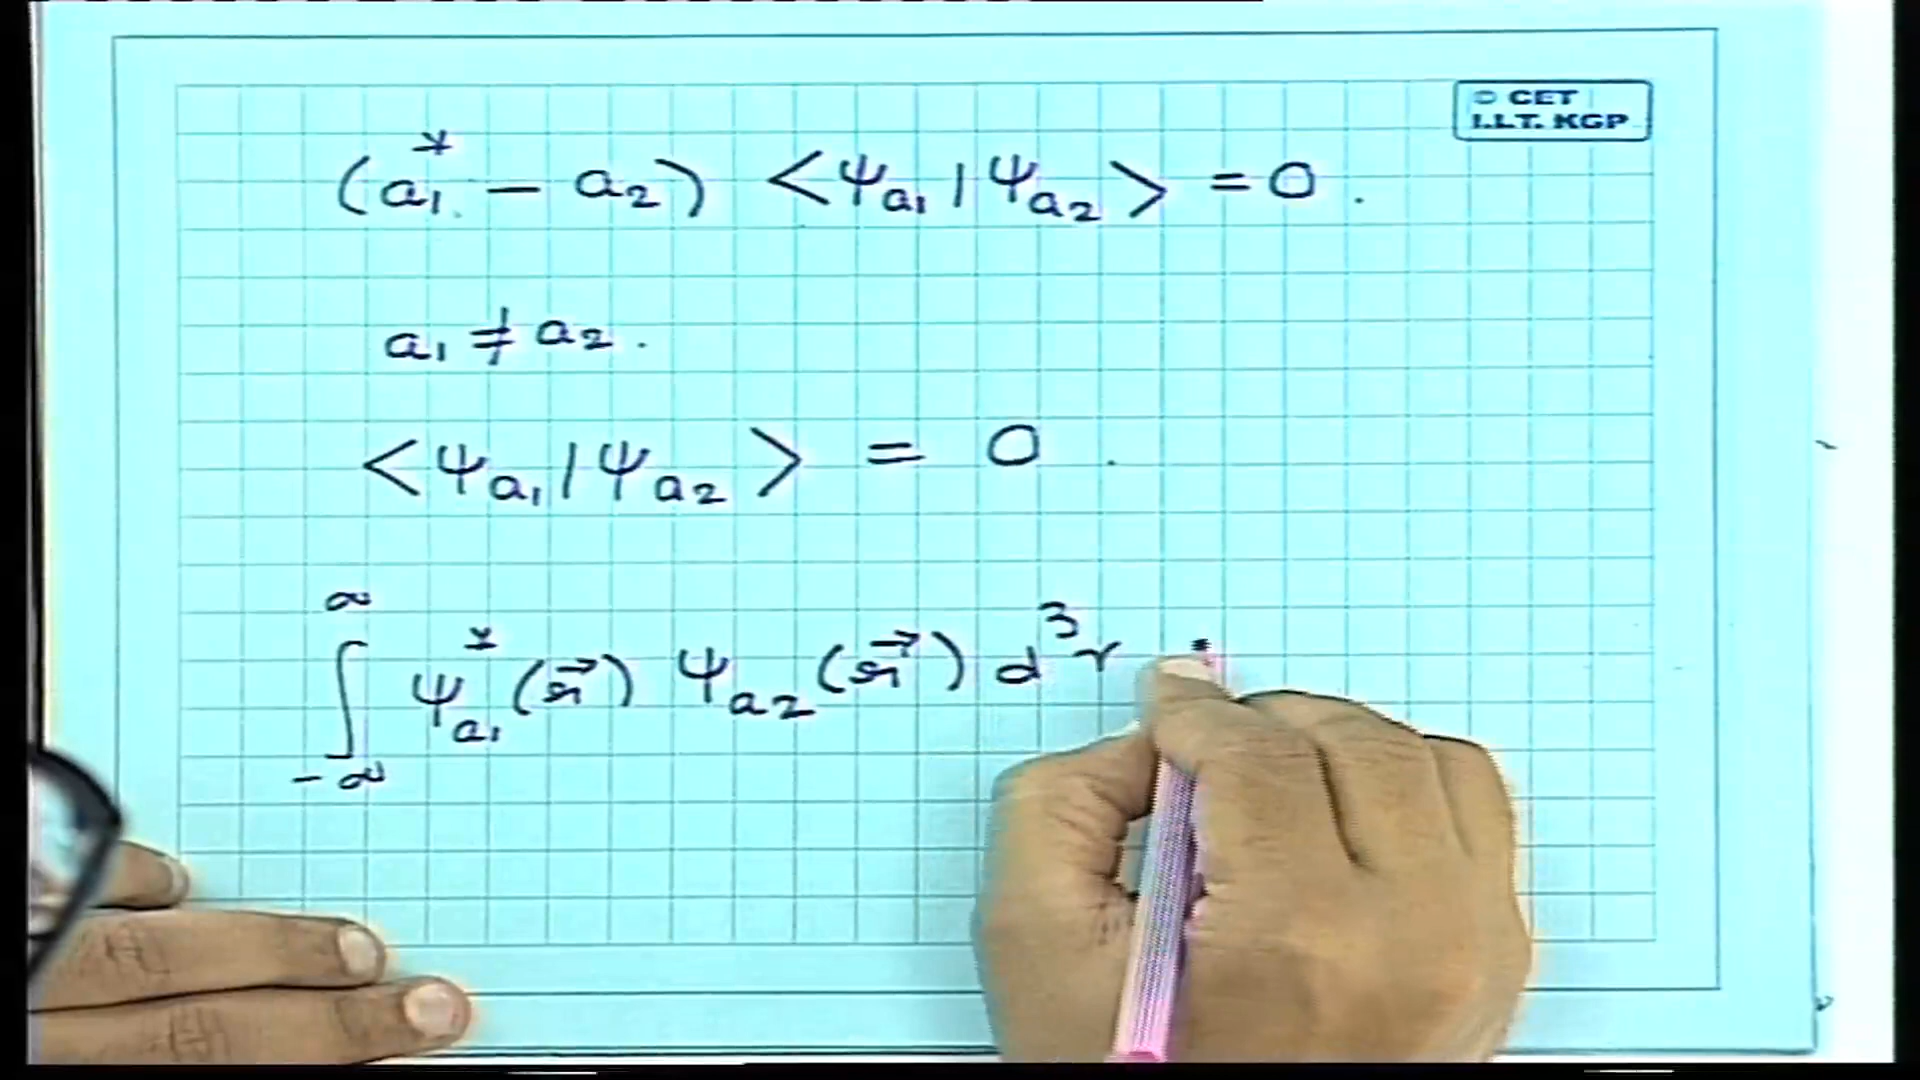 © CET
I.I.T. KGP
(a₁* − a₂) <ψₐ₁|ψₐ₂> = 0.
a₁ ≠ a₂.
<ψₐ₁|ψₐ₂> = 0.
∫_{-∞}^{∞} ψ*ₐ₁(r⃗) ψₐ₂(r⃗) d³r